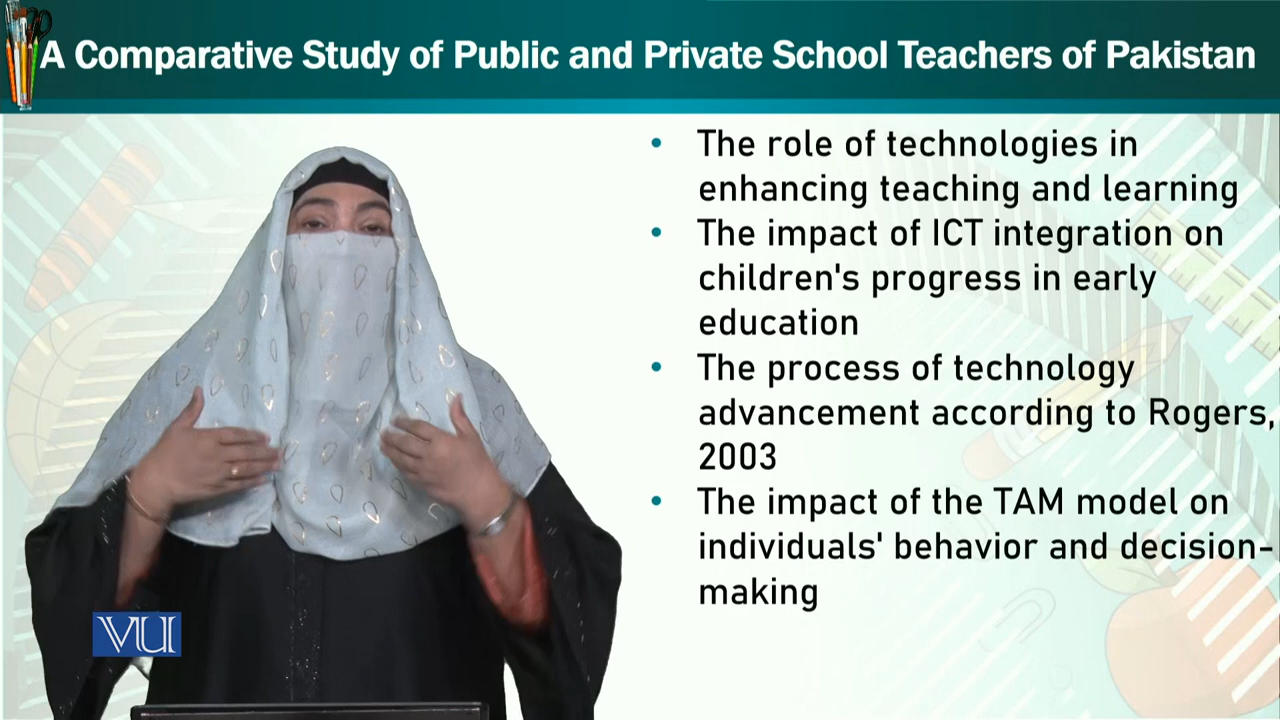 A Comparative Study of Public and Private School Teachers of Pakistan
• The role of technologies in
enhancing teaching and learning
• The impact of ICT integration on
children's progress in early
education
• The process of technology
advancement according to Rogers,
2003
• The impact of the TAM model on
individuals' behavior and decision-
making
VU